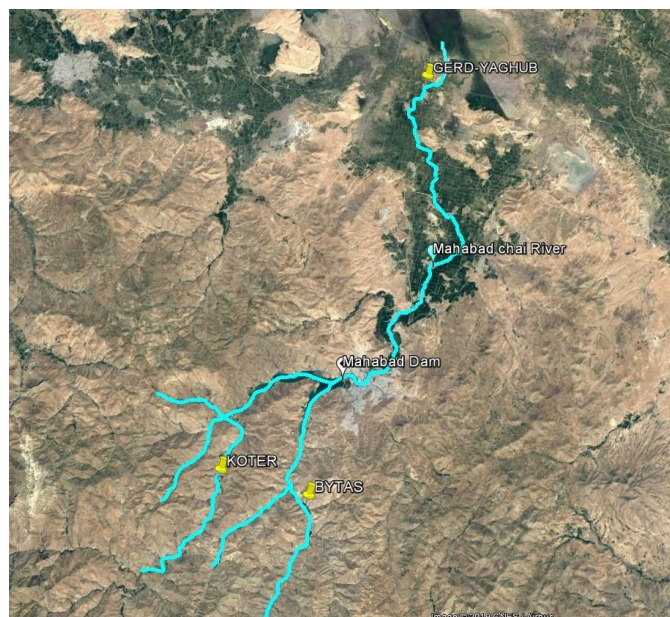 GERD-YAGHUB
Mahabad chai River
Mahabad Dam
KOTER
BYTAS